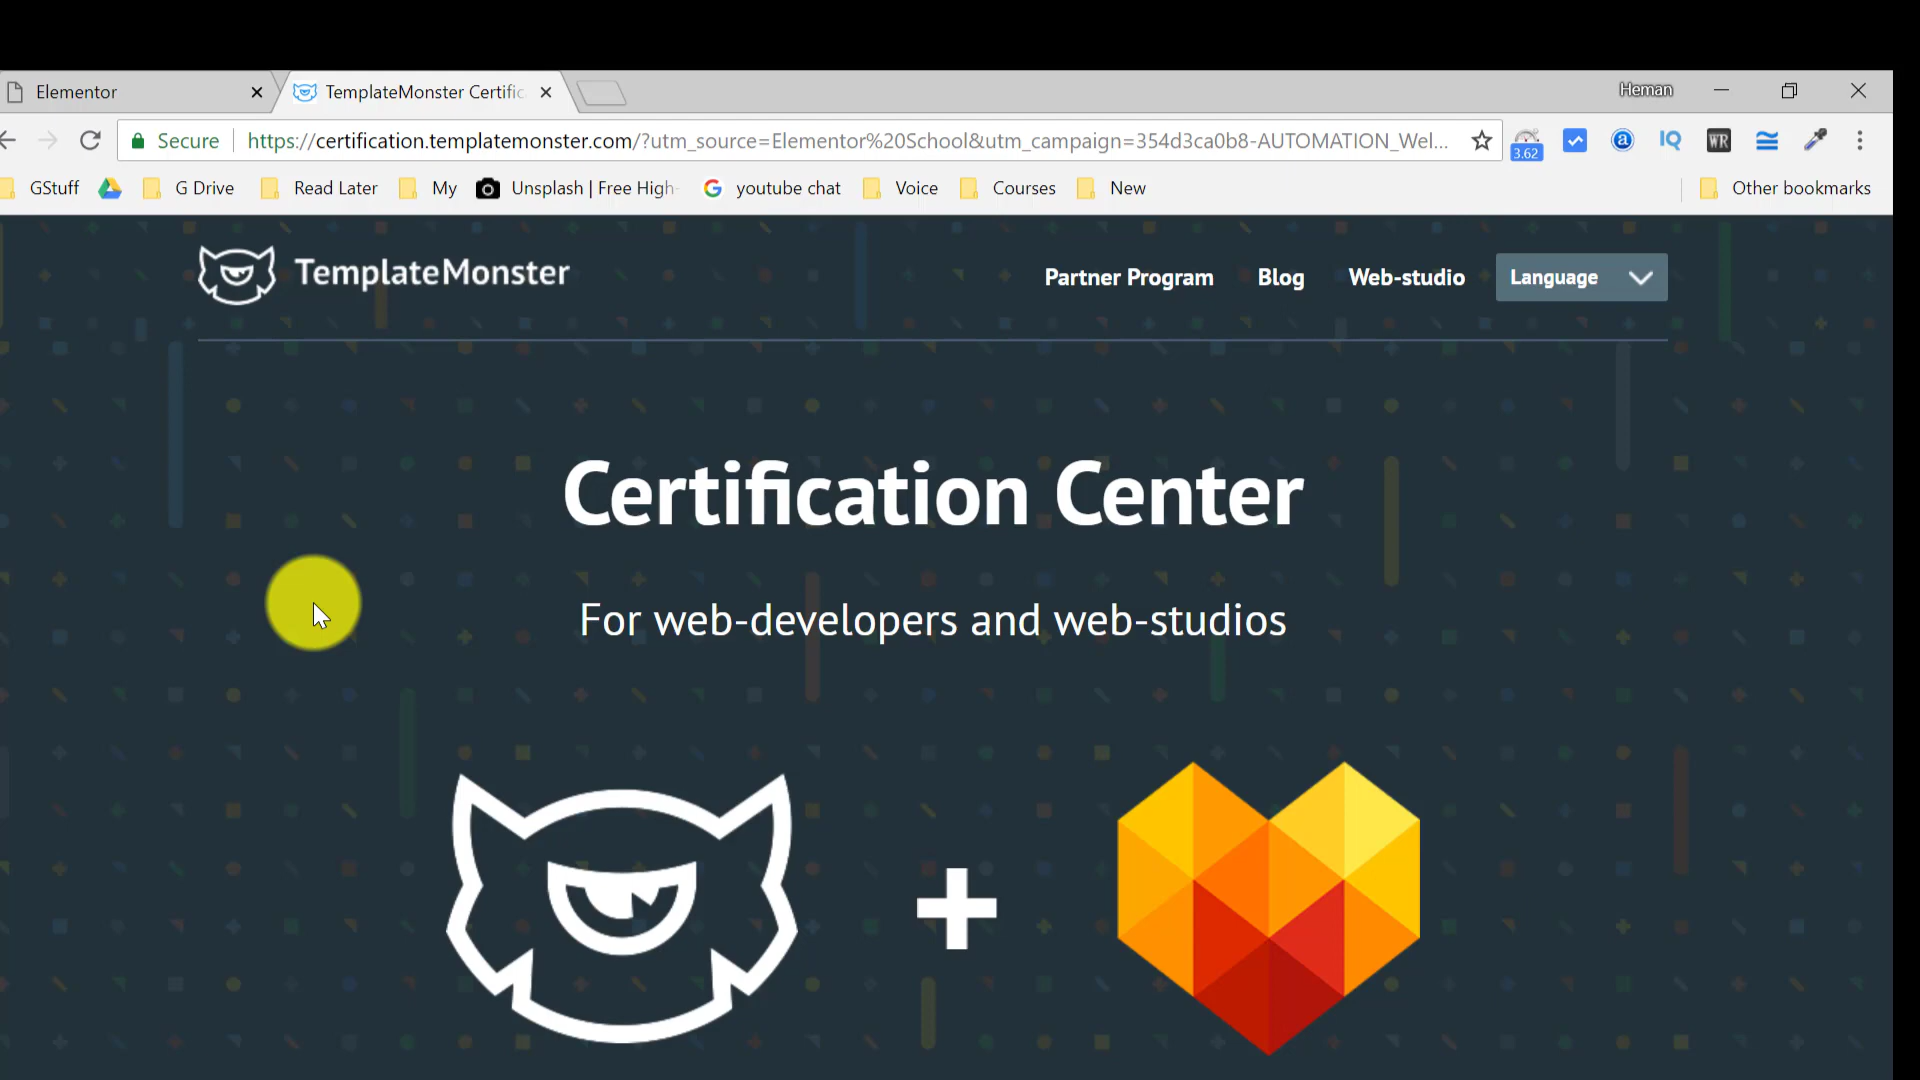 Elementor
TemplateMonster Certific
Heman
Secure
https://certification.templatemonster.com/?utm_source=Elementor%20School&utm_campaign=354d3ca0b8-AUTOMATION_Wel...
3.62
a
IQ
WR
GStuff
G Drive
Read Later
My
Unsplash | Free High-
youtube chat
Voice
Courses
New
Other bookmarks
TemplateMonster
Partner Program
Blog
Web-studio
Language
Certification Center
For web-developers and web-studios
+